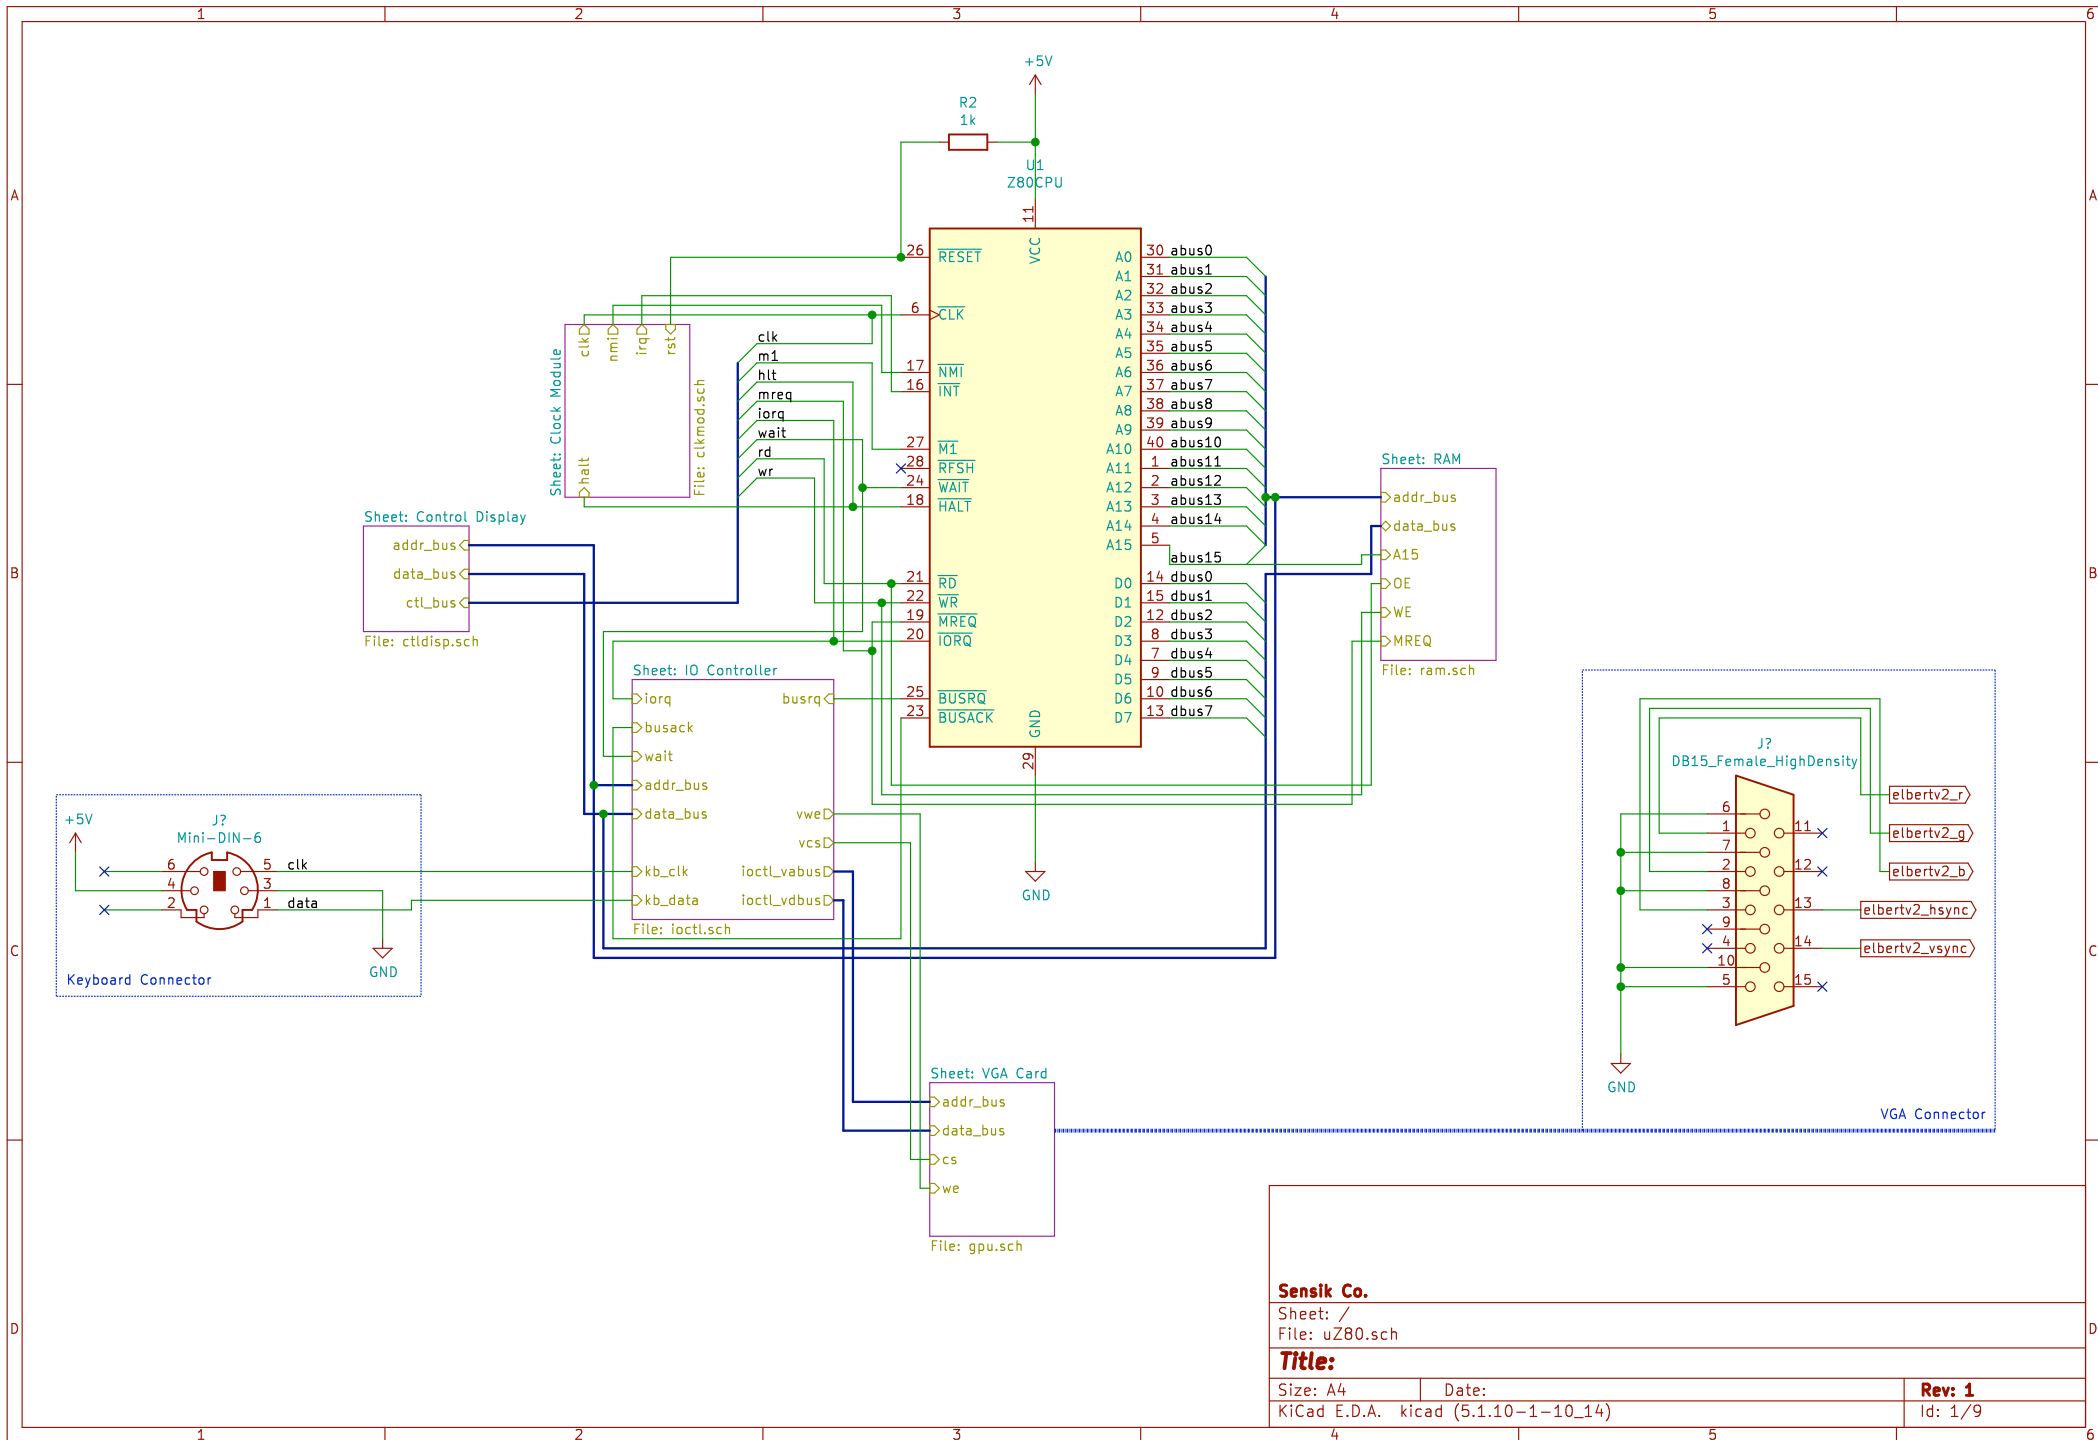 1 2 3 4 5 6
A
B
C
D
A
B
C
D
1 2 3 4 5 6
+5V
R2
1k
U1
Z80CPU
11
VCC
26 RESET
6 CLK
17 NMI
16 INT
27 M1
28 RFSH
24 WAIT
18 HALT
21 RD
22 WR
19 MREQ
20 IORQ
25 BUSRQ
23 BUSACK
GND
29
GND
A0 30 abus0
A1 31 abus1
A2 32 abus2
A3 33 abus3
A4 34 abus4
A5 35 abus5
A6 36 abus6
A7 37 abus7
A8 38 abus8
A9 39 abus9
A10 40 abus10
A11 1 abus11
A12 2 abus12
A13 3 abus13
A14 4 abus14
A15 5
abus15
D0 14 dbus0
D1 15 dbus1
D2 12 dbus2
D3 8 dbus3
D4 7 dbus4
D5 9 dbus5
D6 10 dbus6
D7 13 dbus7
Sheet: Clock Module
clk
nmi
irq
rst
halt
File: clkmod.sch
clk
m1
hlt
mreq
iorq
wait
rd
wr
Sheet: Control Display
addr_bus
data_bus
ctl_bus
File: ctldisp.sch
Sheet: RAM
addr_bus
data_bus
A15
OE
WE
MREQ
File: ram.sch
Sheet: IO Controller
iorq busrq
busack
wait
addr_bus
data_bus vwe
vcs
kb_clk ioctl_vabus
kb_data ioctl_vdbus
File: ioctl.sch
+5V
J?
Mini-DIN-6
6 5 clk
4 3
2 1 data
GND
Keyboard Connector
Sheet: VGA Card
addr_bus
data_bus
cs
we
File: gpu.sch
J?
DB15_Female_HighDensity
6
1 11
7
2 12
8
3 13
9
4 14
10
5 15
elbertv2_r
elbertv2_g
elbertv2_b
elbertv2_hsync
elbertv2_vsync
GND
VGA Connector
Sensik Co.
Sheet: /
File: uZ80.sch
Title:
Size: A4 Date: Rev: 1
KiCad E.D.A. kicad (5.1.10-1-10_14) Id: 1/9